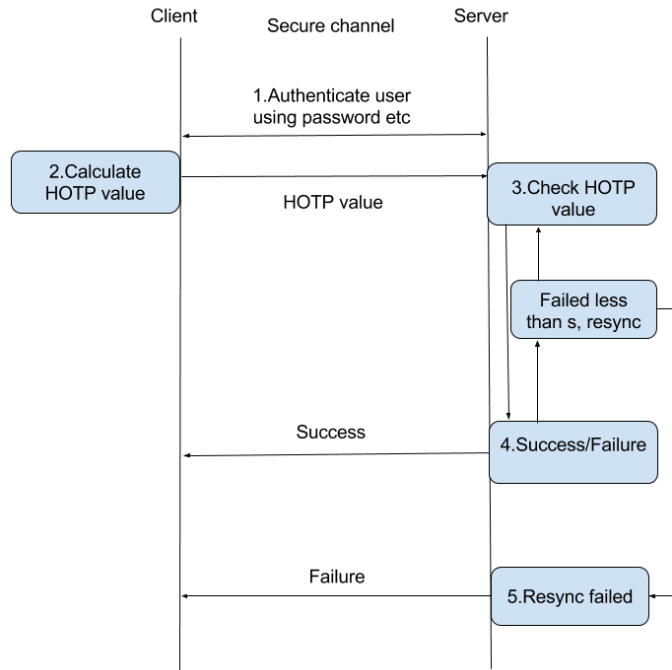 Client
Secure channel
Server
1.Authenticate user
using password etc
2.Calculate
HOTP value
HOTP value
3.Check HOTP
value
Failed less
than s, resync
Success
4.Success/Failure
Failure
5.Resync failed